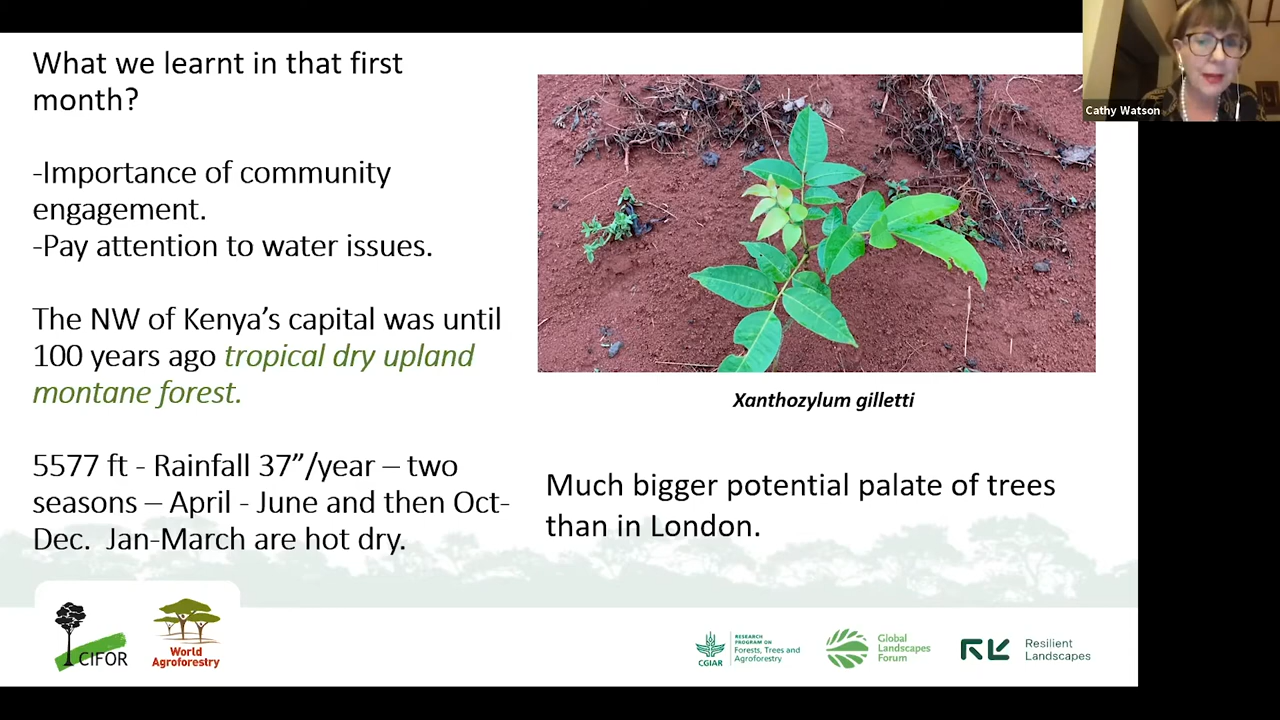 What we learnt in that first
month?
-Importance of community
engagement.
-Pay attention to water issues.
The NW of Kenya’s capital was until
100 years ago tropical dry upland
montane forest.
5577 ft - Rainfall 37”/year – two
seasons – April - June and then Oct-
Dec.  Jan-March are hot dry.
Cathy Watson
Xanthozylum gilletti
Much bigger potential palate of trees
than in London.
CIFOR
World
Agroforestry
CGIAR
RESEARCH
PROGRAM ON
Forests, Trees and
Agroforestry
Global
Landscapes
Forum
Resilient
Landscapes